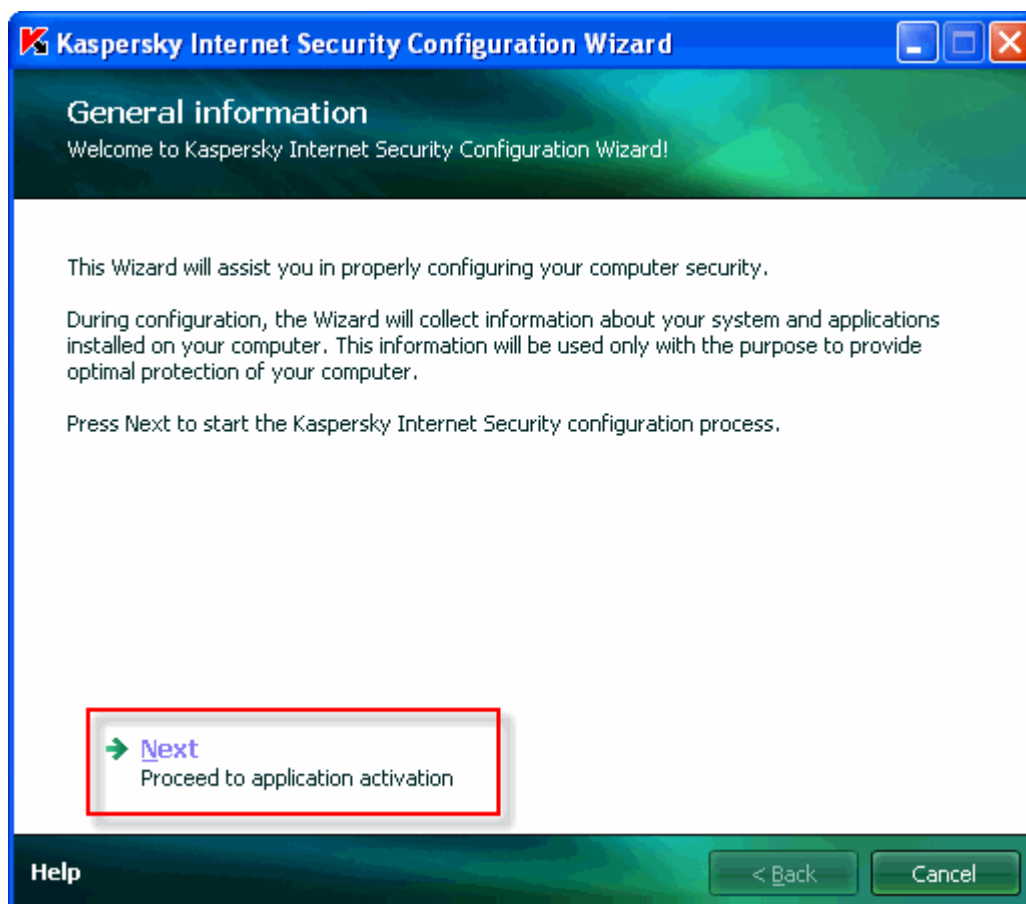 Kaspersky Internet Security Configuration Wizard
General information
Welcome to Kaspersky Internet Security Configuration Wizard!
This Wizard will assist you in properly configuring your computer security.
During configuration, the Wizard will collect information about your system and applications
installed on your computer. This information will be used only with the purpose to provide
optimal protection of your computer.
Press Next to start the Kaspersky Internet Security configuration process.
Next
Proceed to application activation
Help
< Back
Cancel